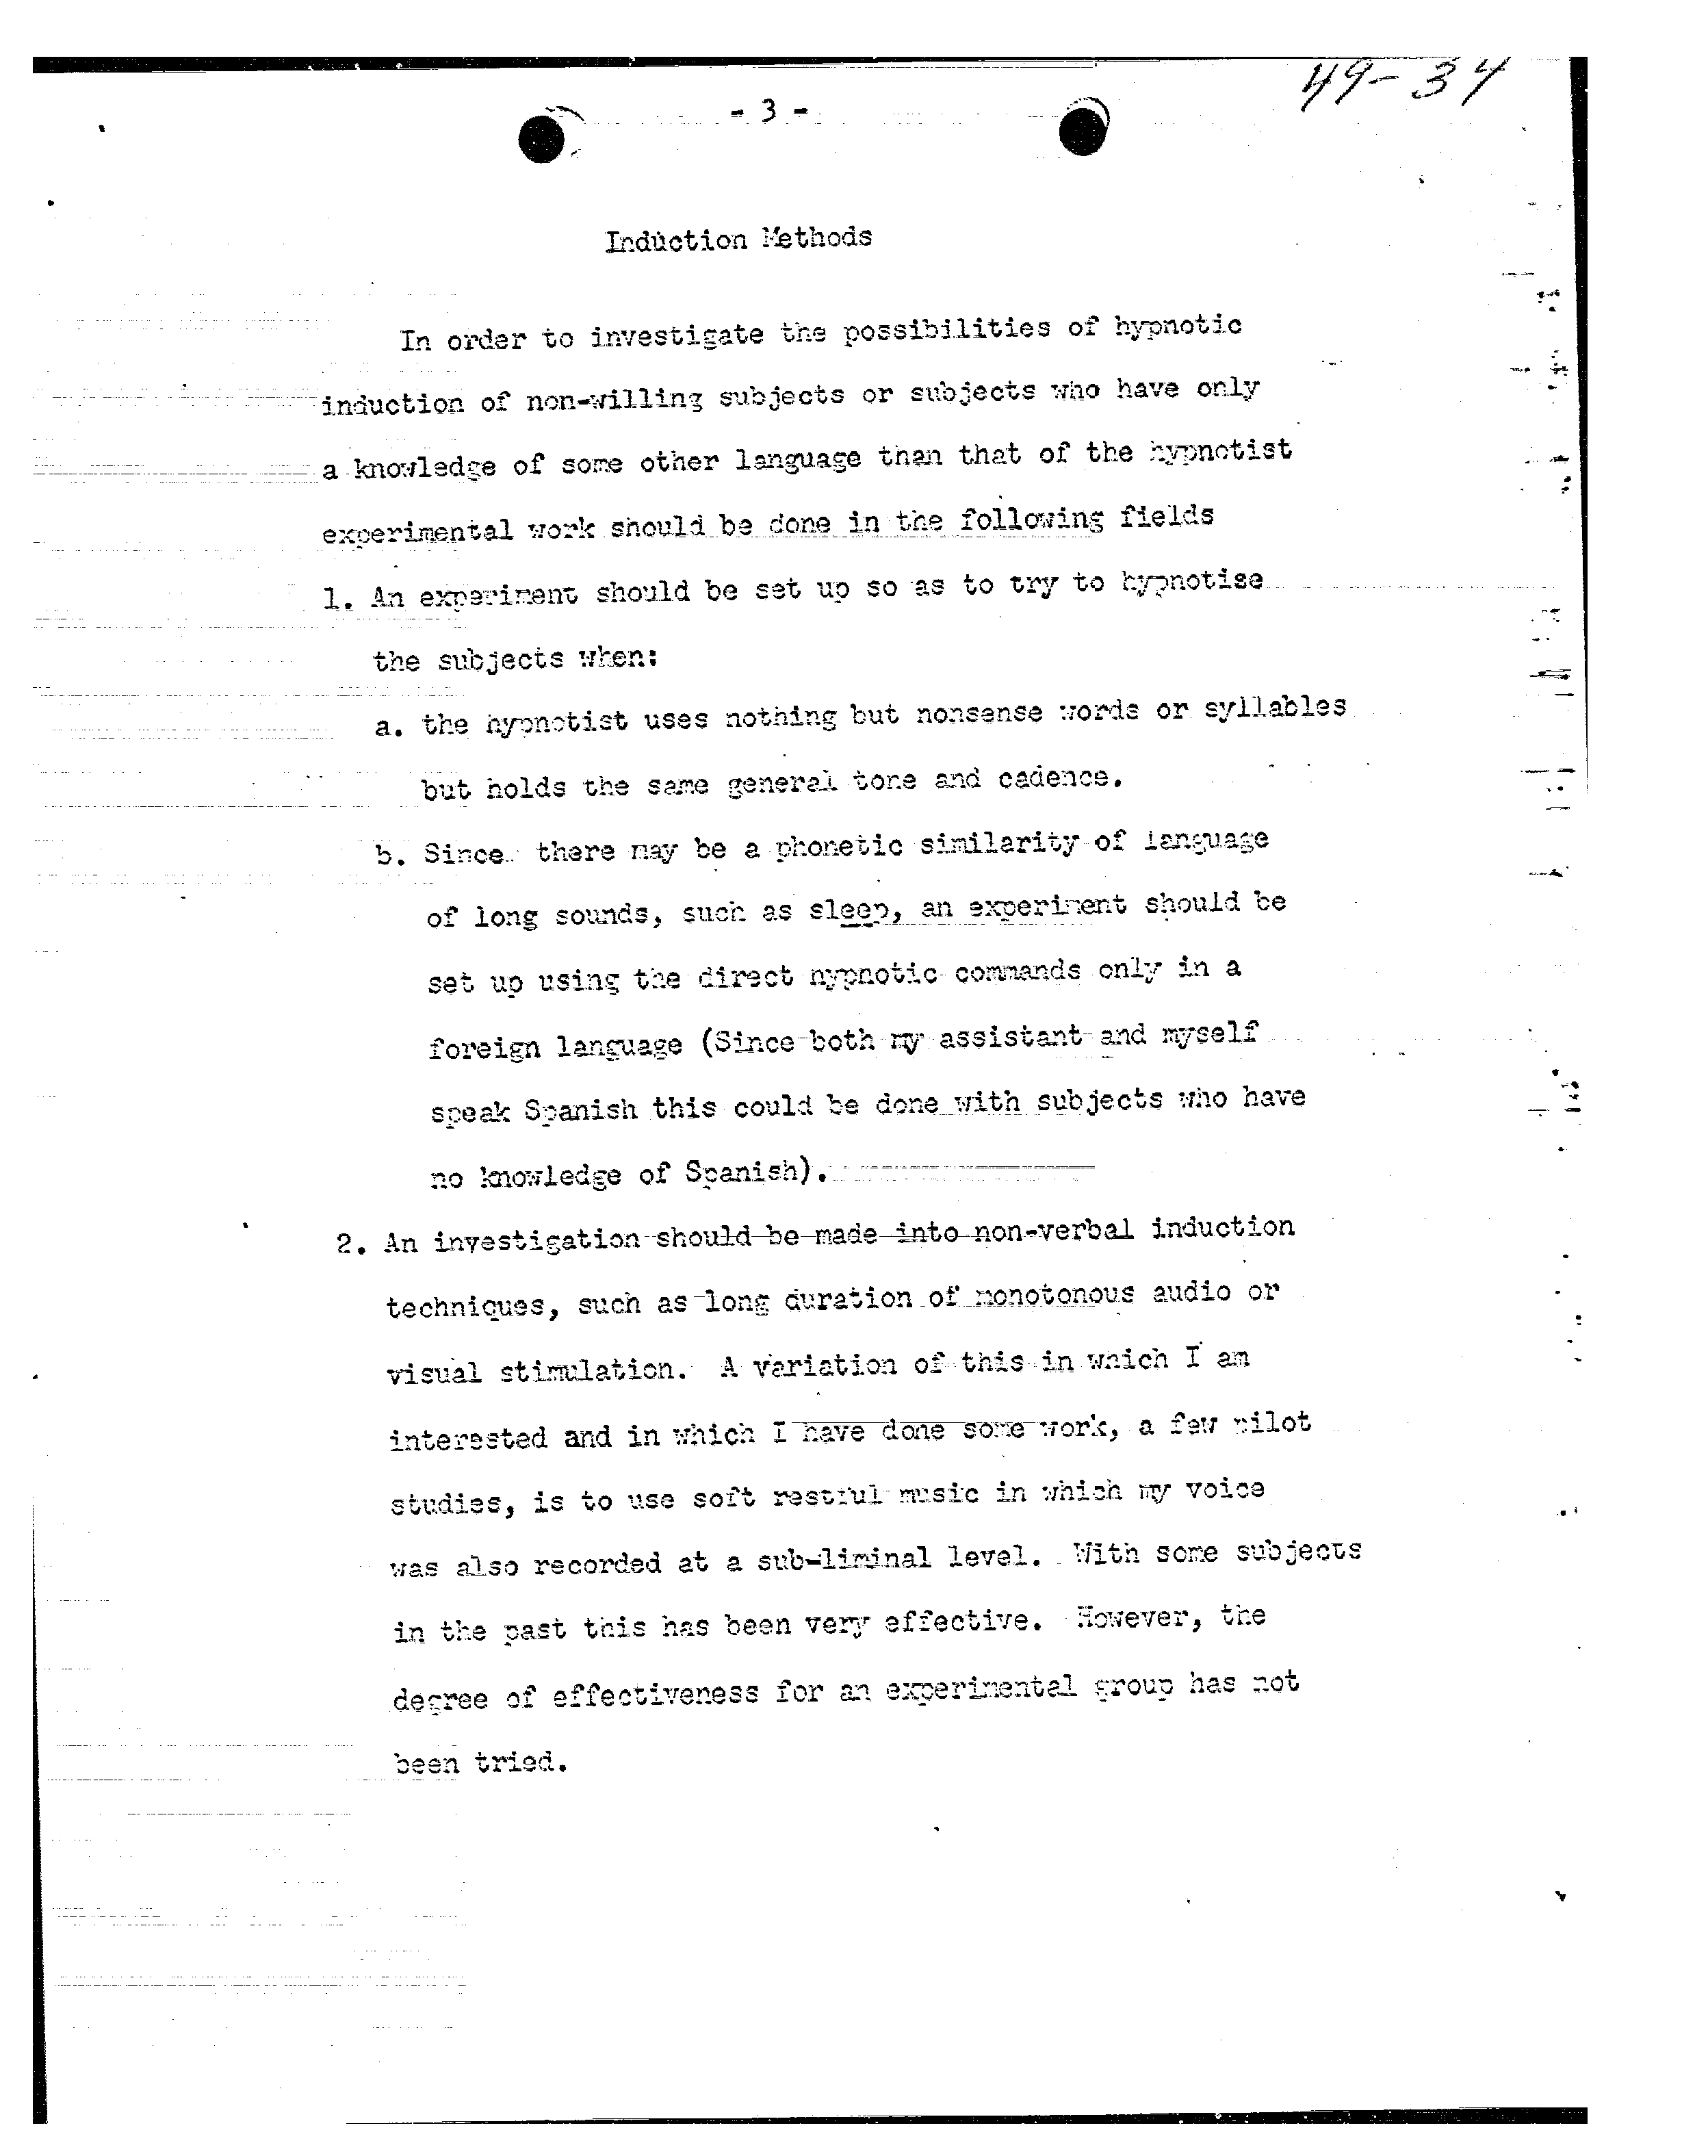 49-34
- 3 -
Induction Methods
In order to investigate the possibilities of hypnotic
induction of non-willing subjects or subjects who have only
a knowledge of some other language than that of the hypnotist
experimental work should be done in the following fields
1. An experiment should be set up so as to try to hypnotise
the subjects when:
a. the hypnotist uses nothing but nonsense words or syllables
but holds the same general tone and cadence.
b. Since there may be a phonetic similarity of language
of long sounds, such as sleep, an experiment should be
set up using the direct hypnotic commands only in a
foreign language (Since both my assistant and myself
speak Spanish this could be done with subjects who have
no knowledge of Spanish).
2. An investigation should be made into non-verbal induction
techniques, such as long duration of monotonous audio or
visual stimulation. A variation of this in which I am
interested and in which I have done some work, a few pilot
studies, is to use soft restful music in which my voice
was also recorded at a sub-liminal level. With some subjects
in the past this has been very effective. However, the
degree of effectiveness for an experimental group has not
been tried.